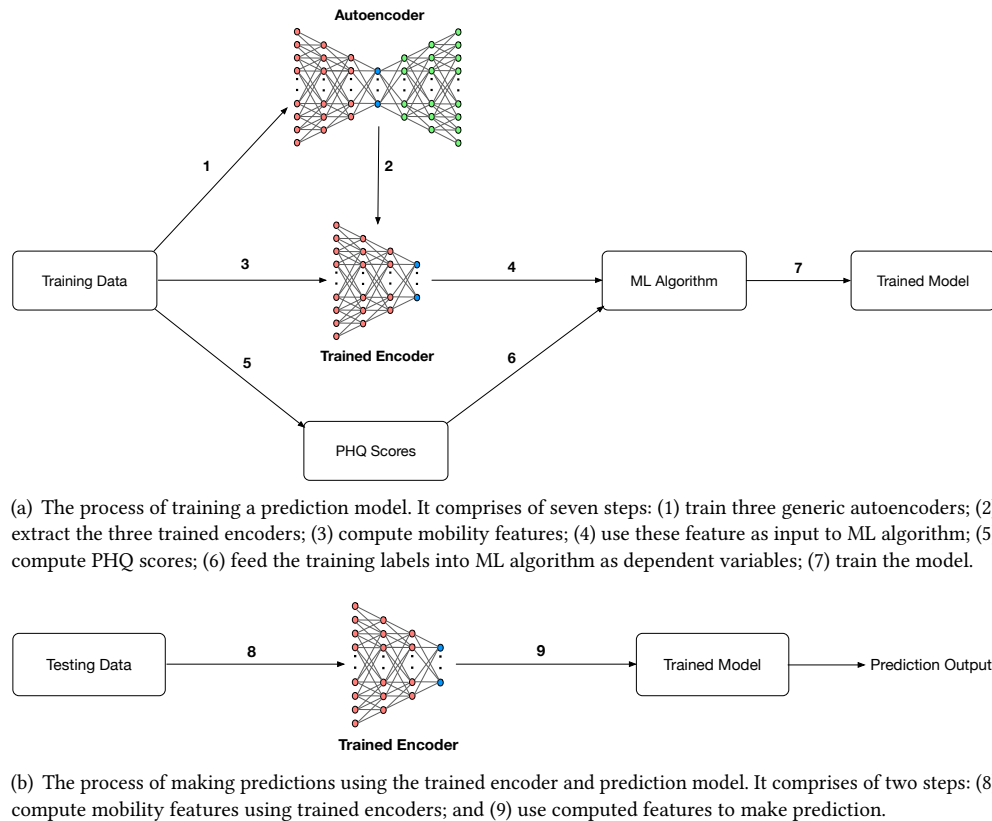 Autoencoder
1
2
Training Data
3
4
ML Algorithm
7
Trained Model
Trained Encoder
5
6
PHQ Scores
(a) The process of training a prediction model. It comprises of seven steps: (1) train three generic autoencoders; (2
extract the three trained encoders; (3) compute mobility features; (4) use these feature as input to ML algorithm; (5
compute PHQ scores; (6) feed the training labels into ML algorithm as dependent variables; (7) train the model.
Testing Data
8
9
Trained Model
Prediction Output
Trained Encoder
(b) The process of making predictions using the trained encoder and prediction model. It comprises of two steps: (8
compute mobility features using trained encoders; and (9) use computed features to make prediction.